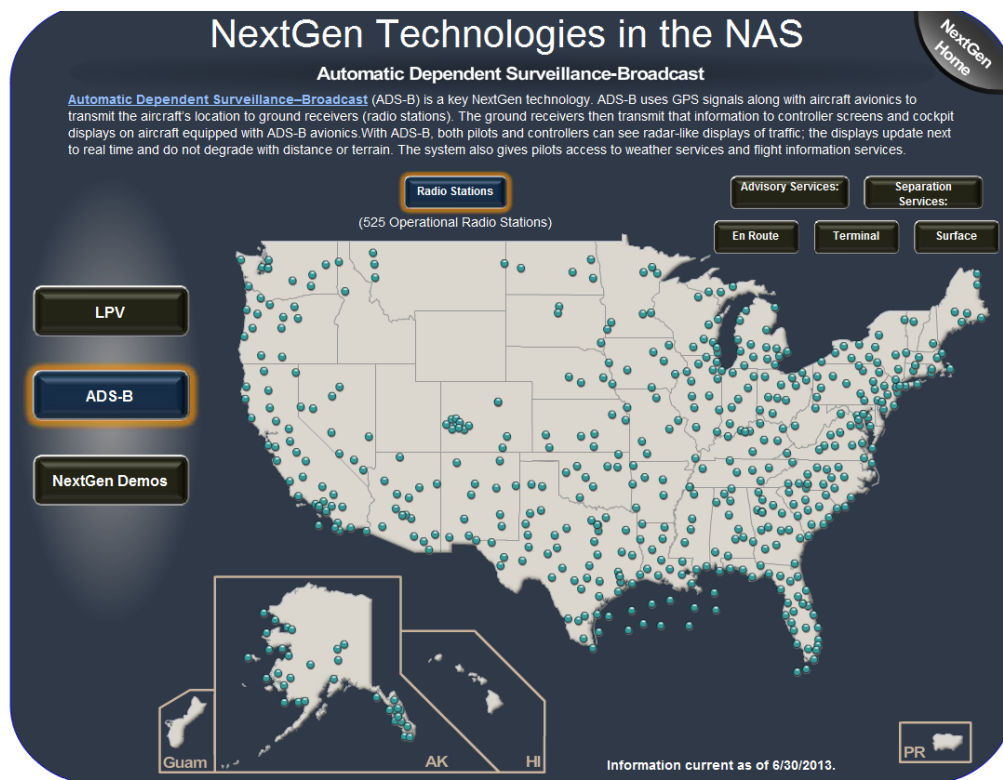 NextGen Technologies in the NAS
NextGen
Home
Automatic Dependent Surveillance-Broadcast
Automatic Dependent Surveillance–Broadcast (ADS-B) is a key NextGen technology. ADS-B uses GPS signals along with aircraft avionics to
transmit the aircraft's location to ground receivers (radio stations). The ground receivers then transmit that information to controller screens and cockpit
displays on aircraft equipped with ADS-B avionics.With ADS-B, both pilots and controllers can see radar-like displays of traffic; the displays update next
to real time and do not degrade with distance or terrain. The system also gives pilots access to weather services and flight information services.
Radio Stations
(525 Operational Radio Stations)
Advisory Services:
Separation
Services:
En Route
Terminal
Surface
LPV
ADS-B
NextGen Demos
Guam
AK
HI
PR
Information current as of 6/30/2013.